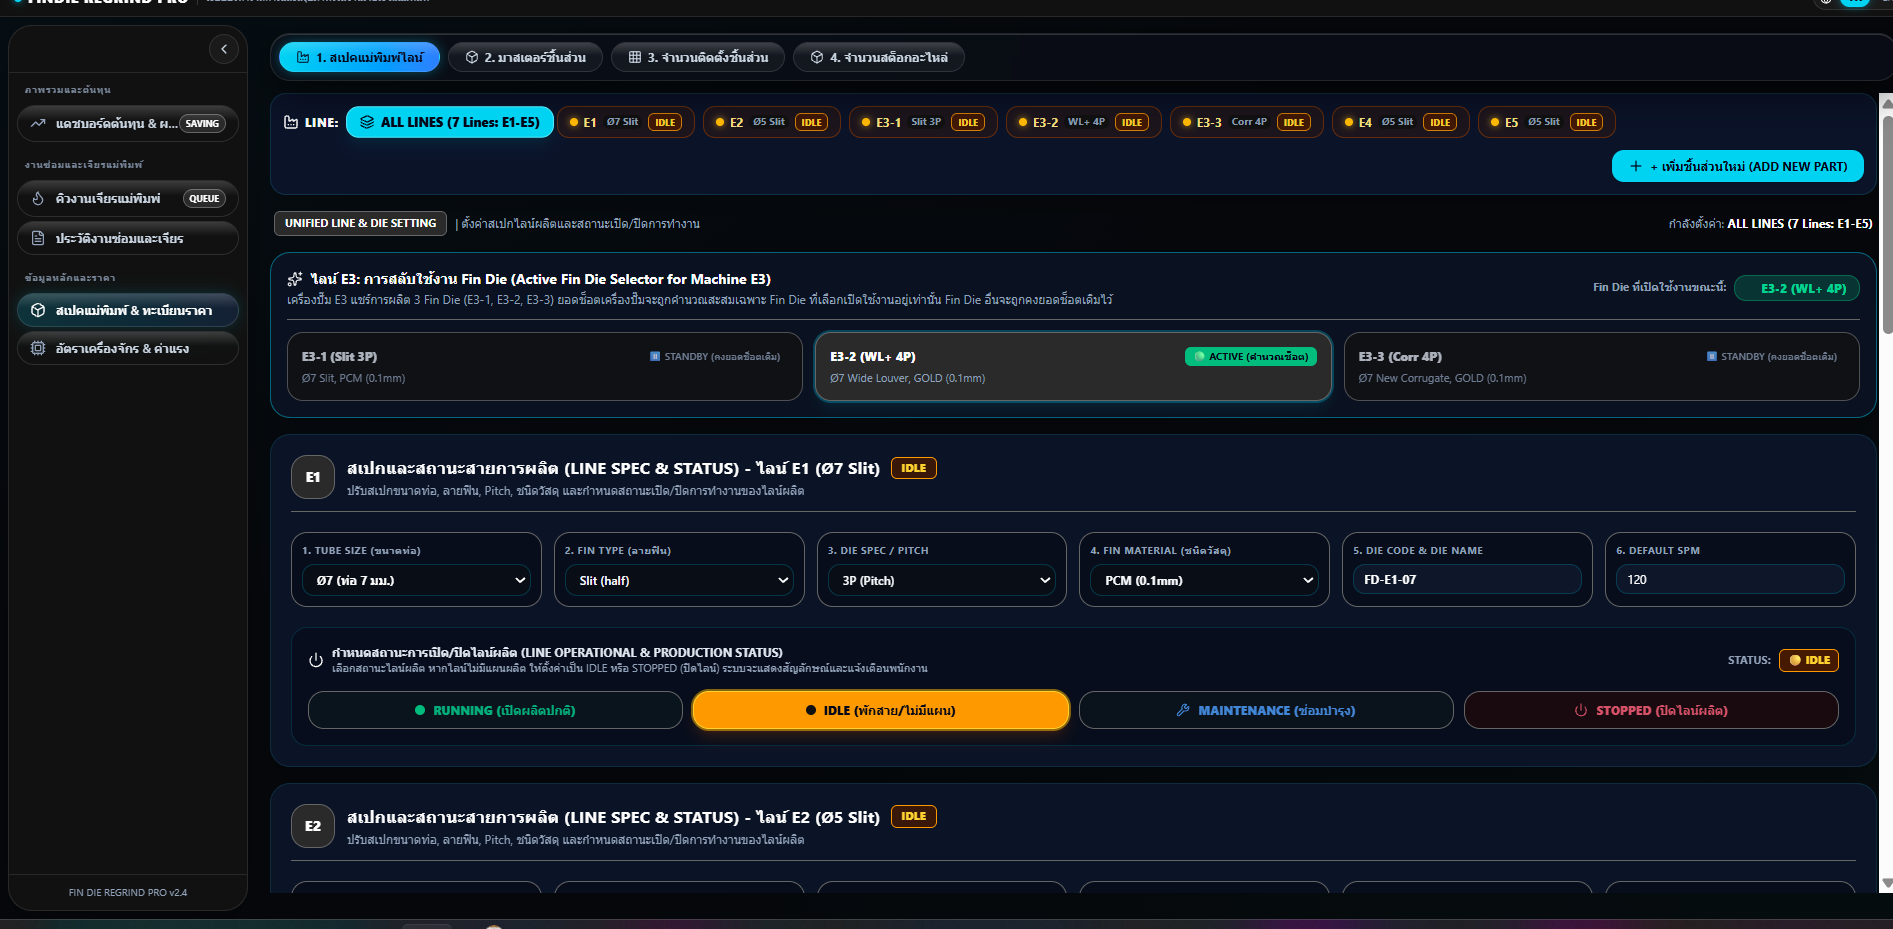 FINDIE REGRIND PRO
ภาพรวมและต้นทุน
แดชบอร์ดต้นทุน & ผ... SAVING
งานซ่อมและเจียรแม่พิมพ์
คิวงานเจียรแม่พิมพ์ QUEUE
ประวัติงานซ่อมและเจียร
ข้อมูลหลักและราคา
สเปคแม่พิมพ์ & ทะเบียนราคา
อัตราเครื่องจักร & ค่าแรง
FIN DIE REGRIND PRO v2.4
1. สเปคแม่พิมพ์ไลน์ 2. มาสเตอร์ชิ้นส่วน 3. จำนวนติดตั้งชิ้นส่วน 4. จำนวนสต็อกอะไหล่
LINE: ALL LINES (7 Lines: E1-E5) E1 Ø7 Slit IDLE E2 Ø5 Slit IDLE E3-1 Slit 3P IDLE E3-2 WL+ 4P IDLE E3-3 Corr 4P IDLE E4 Ø5 Slit IDLE E5 Ø5 Slit IDLE
+ + เพิ่มชิ้นส่วนใหม่ (ADD NEW PART)
UNIFIED LINE & DIE SETTING | ตั้งค่าสเปกไลน์ผลิตและสถานะเปิด/ปิดการทำงาน กำลังตั้งค่า: ALL LINES (7 Lines: E1-E5)
ไลน์ E3: การสลับใช้งาน Fin Die (Active Fin Die Selector for Machine E3)
เครื่องปั๊ม E3 แชร์การผลิต 3 Fin Die (E3-1, E3-2, E3-3) ยอดช็อตเครื่องปั๊มจะถูกคำนวณสะสมเฉพาะ Fin Die ที่เลือกเปิดใช้งานอยู่เท่านั้น Fin Die อื่นจะถูกคงยอดช็อตเดิมไว้
Fin Die ที่เปิดใช้งานขณะนี้: E3-2 (WL+ 4P)
E3-1 (Slit 3P) STANDBY (คงยอดช็อตเดิม)
Ø7 Slit, PCM (0.1mm)
E3-2 (WL+ 4P) ACTIVE (คำนวณช็อต)
Ø7 Wide Louver, GOLD (0.1mm)
E3-3 (Corr 4P) STANDBY (คงยอดช็อตเดิม)
Ø7 New Corrugate, GOLD (0.1mm)
E1 สเปกและสถานะสายการผลิต (LINE SPEC & STATUS) - ไลน์ E1 (Ø7 Slit) IDLE
ปรับสเปกขนาดท่อ, ลายฟิน, Pitch, ชนิดวัสดุ และกำหนดสถานะเปิด/ปิดการทำงานของไลน์ผลิต
1. TUBE SIZE (ขนาดท่อ) 2. FIN TYPE (ลายฟิน) 3. DIE SPEC / PITCH 4. FIN MATERIAL (ชนิดวัสดุ) 5. DIE CODE & DIE NAME 6. DEFAULT SPM
Ø7 (ท่อ 7 มม.) Slit (half) 3P (Pitch) PCM (0.1mm) FD-E1-07 120
กำหนดสถานะการเปิด/ปิดไลน์ผลิต (LINE OPERATIONAL & PRODUCTION STATUS)
เลือกสถานะไลน์ผลิต หากไลน์ไม่มีแผนผลิต ให้ตั้งค่าเป็น IDLE หรือ STOPPED (ปิดไลน์) ระบบจะแสดงสัญลักษณ์และแจ้งเตือนพนักงาน
STATUS: IDLE
RUNNING (เปิดผลิตปกติ) IDLE (พักสาย/ไม่มีแผน) MAINTENANCE (ซ่อมบำรุง) STOPPED (ปิดไลน์ผลิต)
E2 สเปกและสถานะสายการผลิต (LINE SPEC & STATUS) - ไลน์ E2 (Ø5 Slit) IDLE
ปรับสเปกขนาดท่อ, ลายฟิน, Pitch, ชนิดวัสดุ และกำหนดสถานะเปิด/ปิดการทำงานของไลน์ผลิต